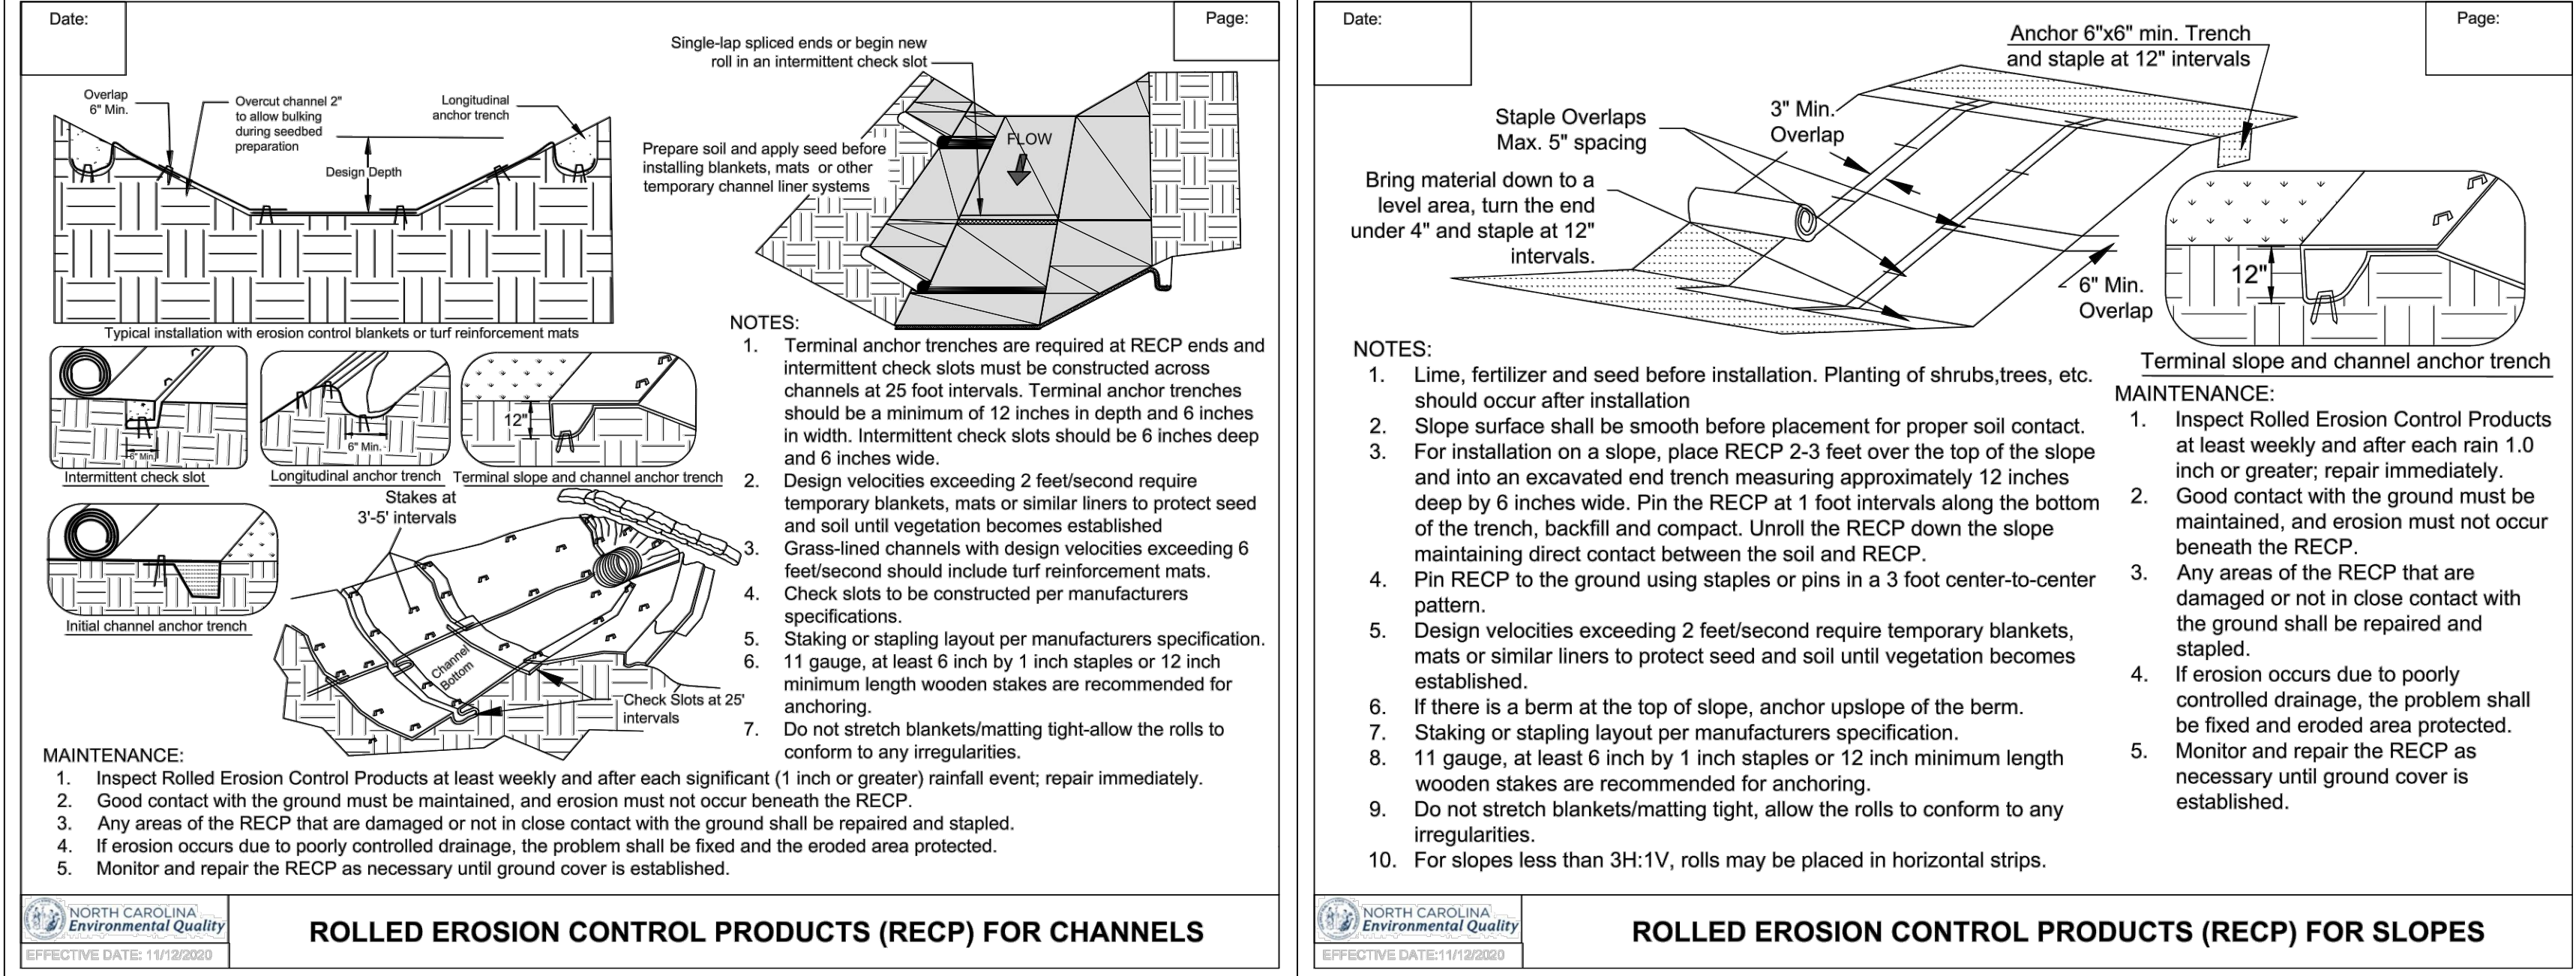 Date:
Page:
Single-lap spliced ends or begin new
roll in an intermittent check slot
Overlap
6" Min.
Overcut channel 2"
to allow bulking
during seedbed
preparation
Longitudinal
anchor trench
Design Depth
Prepare soil and apply seed before
installing blankets, mats or other
temporary channel liner systems
FLOW
Typical installation with erosion control blankets or turf reinforcement mats
6" Min.
Intermittent check slot
6" Min.
Longitudinal anchor trench
12"
Terminal slope and channel anchor trench
Initial channel anchor trench
Stakes at
3'-5' intervals
Channel
Bottom
Check Slots at 25'
intervals
NOTES:
1. Terminal anchor trenches are required at RECP ends and
intermittent check slots must be constructed across
channels at 25 foot intervals. Terminal anchor trenches
should be a minimum of 12 inches in depth and 6 inches
in width. Intermittent check slots should be 6 inches deep
and 6 inches wide.
2. Design velocities exceeding 2 feet/second require
temporary blankets, mats or similar liners to protect seed
and soil until vegetation becomes established
3. Grass-lined channels with design velocities exceeding 6
feet/second should include turf reinforcement mats.
4. Check slots to be constructed per manufacturers
specifications.
5. Staking or stapling layout per manufacturers specification.
6. 11 gauge, at least 6 inch by 1 inch staples or 12 inch
minimum length wooden stakes are recommended for
anchoring.
7. Do not stretch blankets/matting tight-allow the rolls to
conform to any irregularities.
MAINTENANCE:
1. Inspect Rolled Erosion Control Products at least weekly and after each significant (1 inch or greater) rainfall event; repair immediately.
2. Good contact with the ground must be maintained, and erosion must not occur beneath the RECP.
3. Any areas of the RECP that are damaged or not in close contact with the ground shall be repaired and stapled.
4. If erosion occurs due to poorly controlled drainage, the problem shall be fixed and the eroded area protected.
5. Monitor and repair the RECP as necessary until ground cover is established.
NORTH CAROLINA
Environmental Quality
EFFECTIVE DATE: 11/12/2020
ROLLED EROSION CONTROL PRODUCTS (RECP) FOR CHANNELS
Date:
Page:
Anchor 6"x6" min. Trench
and staple at 12" intervals
Staple Overlaps
Max. 5" spacing
3" Min.
Overlap
Bring material down to a
level area, turn the end
under 4" and staple at 12"
intervals.
6" Min.
Overlap
12"
Terminal slope and channel anchor trench
NOTES:
1. Lime, fertilizer and seed before installation. Planting of shrubs,trees, etc.
should occur after installation
2. Slope surface shall be smooth before placement for proper soil contact.
3. For installation on a slope, place RECP 2-3 feet over the top of the slope
and into an excavated end trench measuring approximately 12 inches
deep by 6 inches wide. Pin the RECP at 1 foot intervals along the bottom
of the trench, backfill and compact. Unroll the RECP down the slope
maintaining direct contact between the soil and RECP.
4. Pin RECP to the ground using staples or pins in a 3 foot center-to-center
pattern.
5. Design velocities exceeding 2 feet/second require temporary blankets,
mats or similar liners to protect seed and soil until vegetation becomes
established.
6. If there is a berm at the top of slope, anchor upslope of the berm.
7. Staking or stapling layout per manufacturers specification.
8. 11 gauge, at least 6 inch by 1 inch staples or 12 inch minimum length
wooden stakes are recommended for anchoring.
9. Do not stretch blankets/matting tight, allow the rolls to conform to any
irregularities.
10. For slopes less than 3H:1V, rolls may be placed in horizontal strips.
MAINTENANCE:
1. Inspect Rolled Erosion Control Products
at least weekly and after each rain 1.0
inch or greater; repair immediately.
2. Good contact with the ground must be
maintained, and erosion must not occur
beneath the RECP.
3. Any areas of the RECP that are
damaged or not in close contact with
the ground shall be repaired and
stapled.
4. If erosion occurs due to poorly
controlled drainage, the problem shall
be fixed and eroded area protected.
5. Monitor and repair the RECP as
necessary until ground cover is
established.
NORTH CAROLINA
Environmental Quality
EFFECTIVE DATE:11/12/2020
ROLLED EROSION CONTROL PRODUCTS (RECP) FOR SLOPES